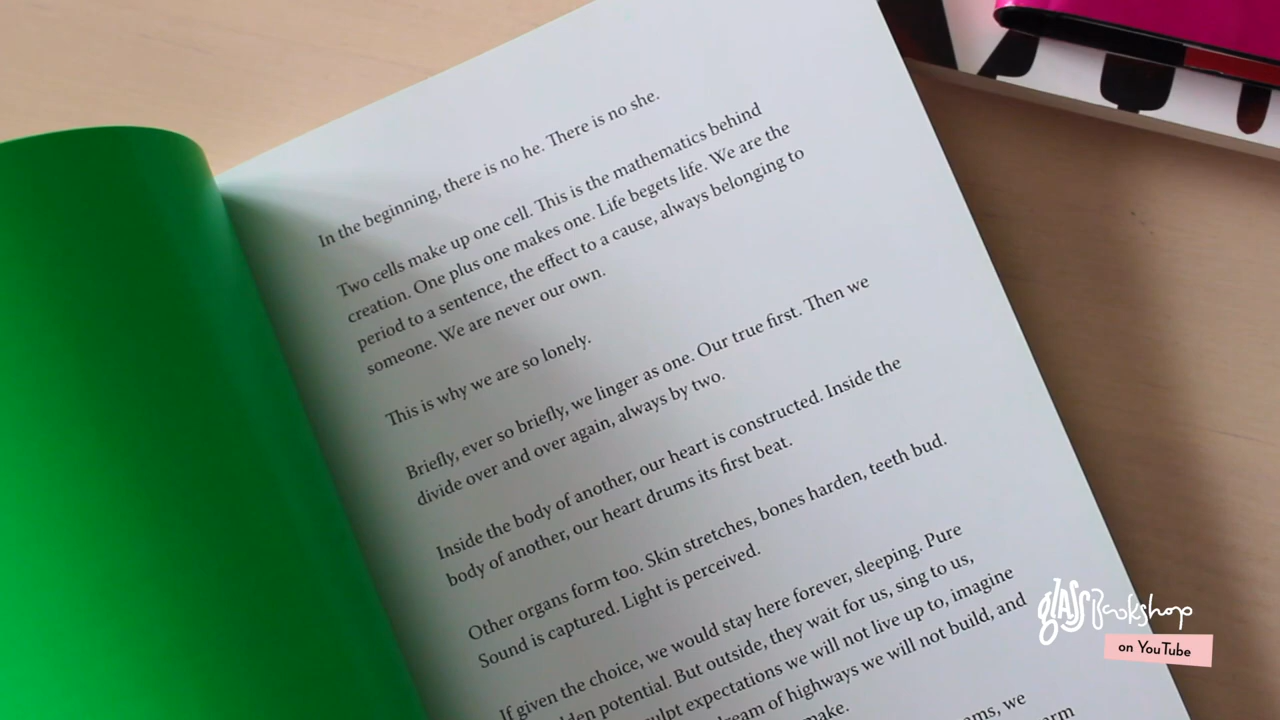 In the beginning, there is no he. There is no she.
Two cells make up one cell. This is the mathematics behind
creation. One plus one makes one. Life begets life. We are the
period to a sentence, the effect to a cause, always belonging to
someone. We are never our own.
This is why we are so lonely.
Briefly, ever so briefly, we linger as one. Our true first. Then we
divide over and over again, always by two.
Inside the body of another, our heart is constructed. Inside the
body of another, our heart drums its first beat.
Other organs form too. Skin stretches, bones harden, teeth bud.
Sound is captured. Light is perceived.
If given the choice, we would stay here forever, sleeping. Pure
potential. But outside, they wait for us, sing to us,
expectations we will not live up to, imagine
of highways we will not build, and
make.
we
glass Bookshop
on YouTube